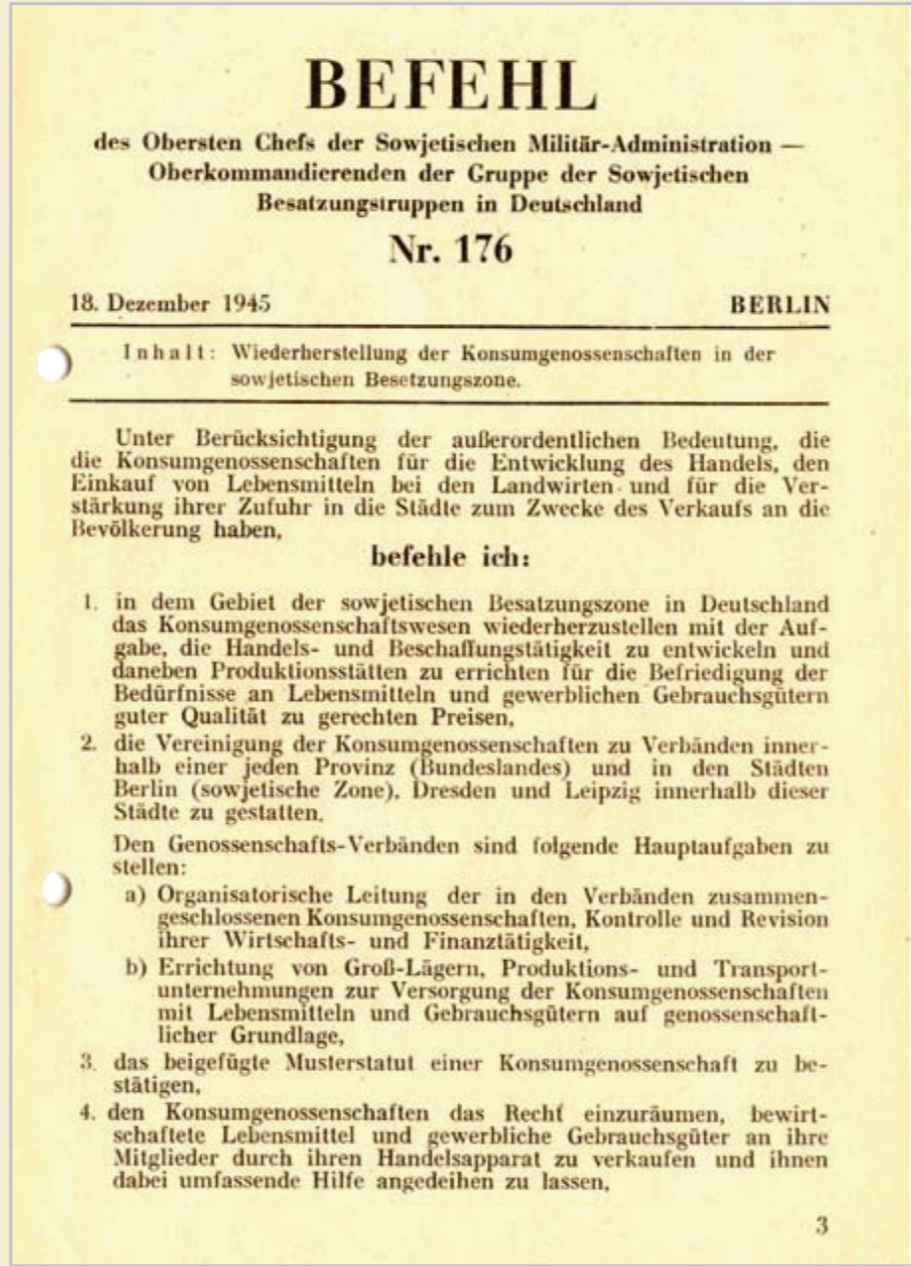 BEFEHL
des Obersten Chefs der Sowjetischen Militär-Administration —
Oberkommandierenden der Gruppe der Sowjetischen
Besatzungstruppen in Deutschland
Nr. 176
18. Dezember 1945 BERLIN
Inhalt: Wiederherstellung der Konsumgenossenschaften in der
sowjetischen Besetzungszone.
Unter Berücksichtigung der außerordentlichen Bedeutung, die
die Konsumgenossenschaften für die Entwicklung des Handels, den
Einkauf von Lebensmitteln bei den Landwirten und für die Ver-
stärkung ihrer Zufuhr in die Städte zum Zwecke des Verkaufs an die
Bevölkerung haben,
befehle ich:
1. in dem Gebiet der sowjetischen Besatzungszone in Deutschland
das Konsumgenossenschaftswesen wiederherzustellen mit der Auf-
gabe, die Handels- und Beschaffungstätigkeit zu entwickeln und
daneben Produktionsstätten zu errichten für die Befriedigung der
Bedürfnisse an Lebensmitteln und gewerblichen Gebrauchsgütern
guter Qualität zu gerechten Preisen,
2. die Vereinigung der Konsumgenossenschaften zu Verbänden inner-
halb einer jeden Provinz (Bundeslandes) und in den Städten
Berlin (sowjetische Zone), Dresden und Leipzig innerhalb dieser
Städte zu gestatten.
Den Genossenschafts-Verbänden sind folgende Hauptaufgaben zu
stellen:
a) Organisatorische Leitung der in den Verbänden zusammen-
geschlossenen Konsumgenossenschaften, Kontrolle und Revision
ihrer Wirtschafts- und Finanztätigkeit,
b) Errichtung von Groß-Lägern, Produktions- und Transport-
unternehmungen zur Versorgung der Konsumgenossenschaften
mit Lebensmitteln und Gebrauchsgütern auf genossenschaft-
licher Grundlage,
3. das beigefügte Musterstatut einer Konsumgenossenschaft zu be-
stätigen,
4. den Konsumgenossenschaften das Recht einzuräumen, bewirt-
schaftete Lebensmittel und gewerbliche Gebrauchsgüter an ihre
Mitglieder durch ihren Handelsapparat zu verkaufen und ihnen
dabei umfassende Hilfe angedeihen zu lassen,
3